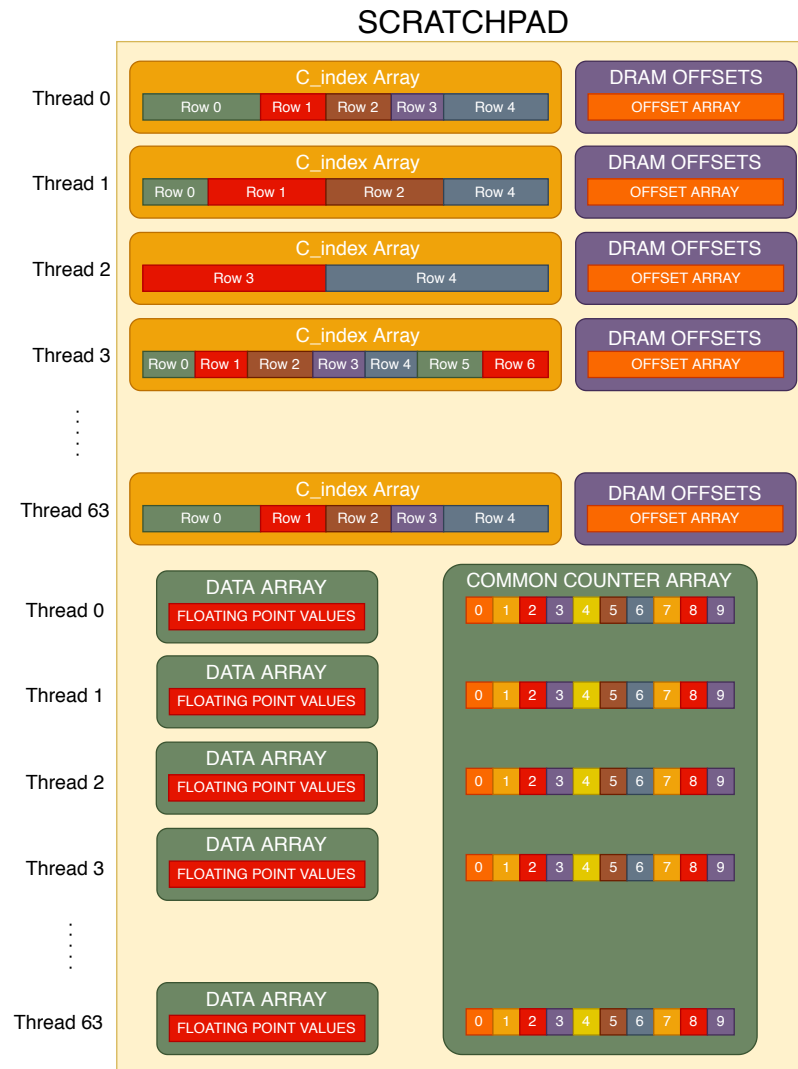 SCRATCHPAD
Thread 0
C_index Array
Row 0 Row 1 Row 2 Row 3 Row 4
DRAM OFFSETS
OFFSET ARRAY
Thread 1
C_index Array
Row 0 Row 1 Row 2 Row 4
DRAM OFFSETS
OFFSET ARRAY
Thread 2
C_index Array
Row 3 Row 4
DRAM OFFSETS
OFFSET ARRAY
Thread 3
C_index Array
Row 0 Row 1 Row 2 Row 3 Row 4 Row 5 Row 6
DRAM OFFSETS
OFFSET ARRAY
Thread 63
C_index Array
Row 0 Row 1 Row 2 Row 3 Row 4
DRAM OFFSETS
OFFSET ARRAY
COMMON COUNTER ARRAY
Thread 0
DATA ARRAY
FLOATING POINT VALUES
0 1 2 3 4 5 6 7 8 9
Thread 1
DATA ARRAY
FLOATING POINT VALUES
0 1 2 3 4 5 6 7 8 9
Thread 2
DATA ARRAY
FLOATING POINT VALUES
0 1 2 3 4 5 6 7 8 9
Thread 3
DATA ARRAY
FLOATING POINT VALUES
0 1 2 3 4 5 6 7 8 9
Thread 63
DATA ARRAY
FLOATING POINT VALUES
0 1 2 3 4 5 6 7 8 9